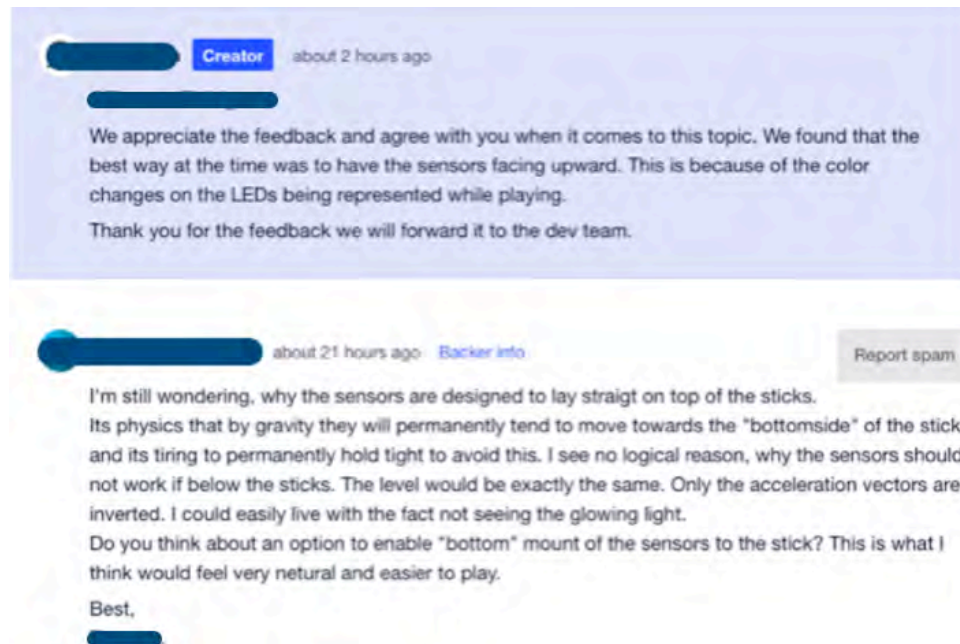 Creator about 2 hours ago
We appreciate the feedback and agree with you when it comes to this topic. We found that the
best way at the time was to have the sensors facing upward. This is because of the color
changes on the LEDs being represented while playing.
Thank you for the feedback we will forward it to the dev team.
about 21 hours ago Backer info
Report spam
I'm still wondering, why the sensors are designed to lay straigt on top of the sticks.
Its physics that by gravity they will permanently tend to move towards the "bottomside" of the stick
and its tiring to permanently hold tight to avoid this. I see no logical reason, why the sensors should
not work if below the sticks. The level would be exactly the same. Only the acceleration vectors are
inverted. I could easily live with the fact not seeing the glowing light.
Do you think about an option to enable "bottom" mount of the sensors to the stick? This is what I
think would feel very netural and easier to play.
Best,